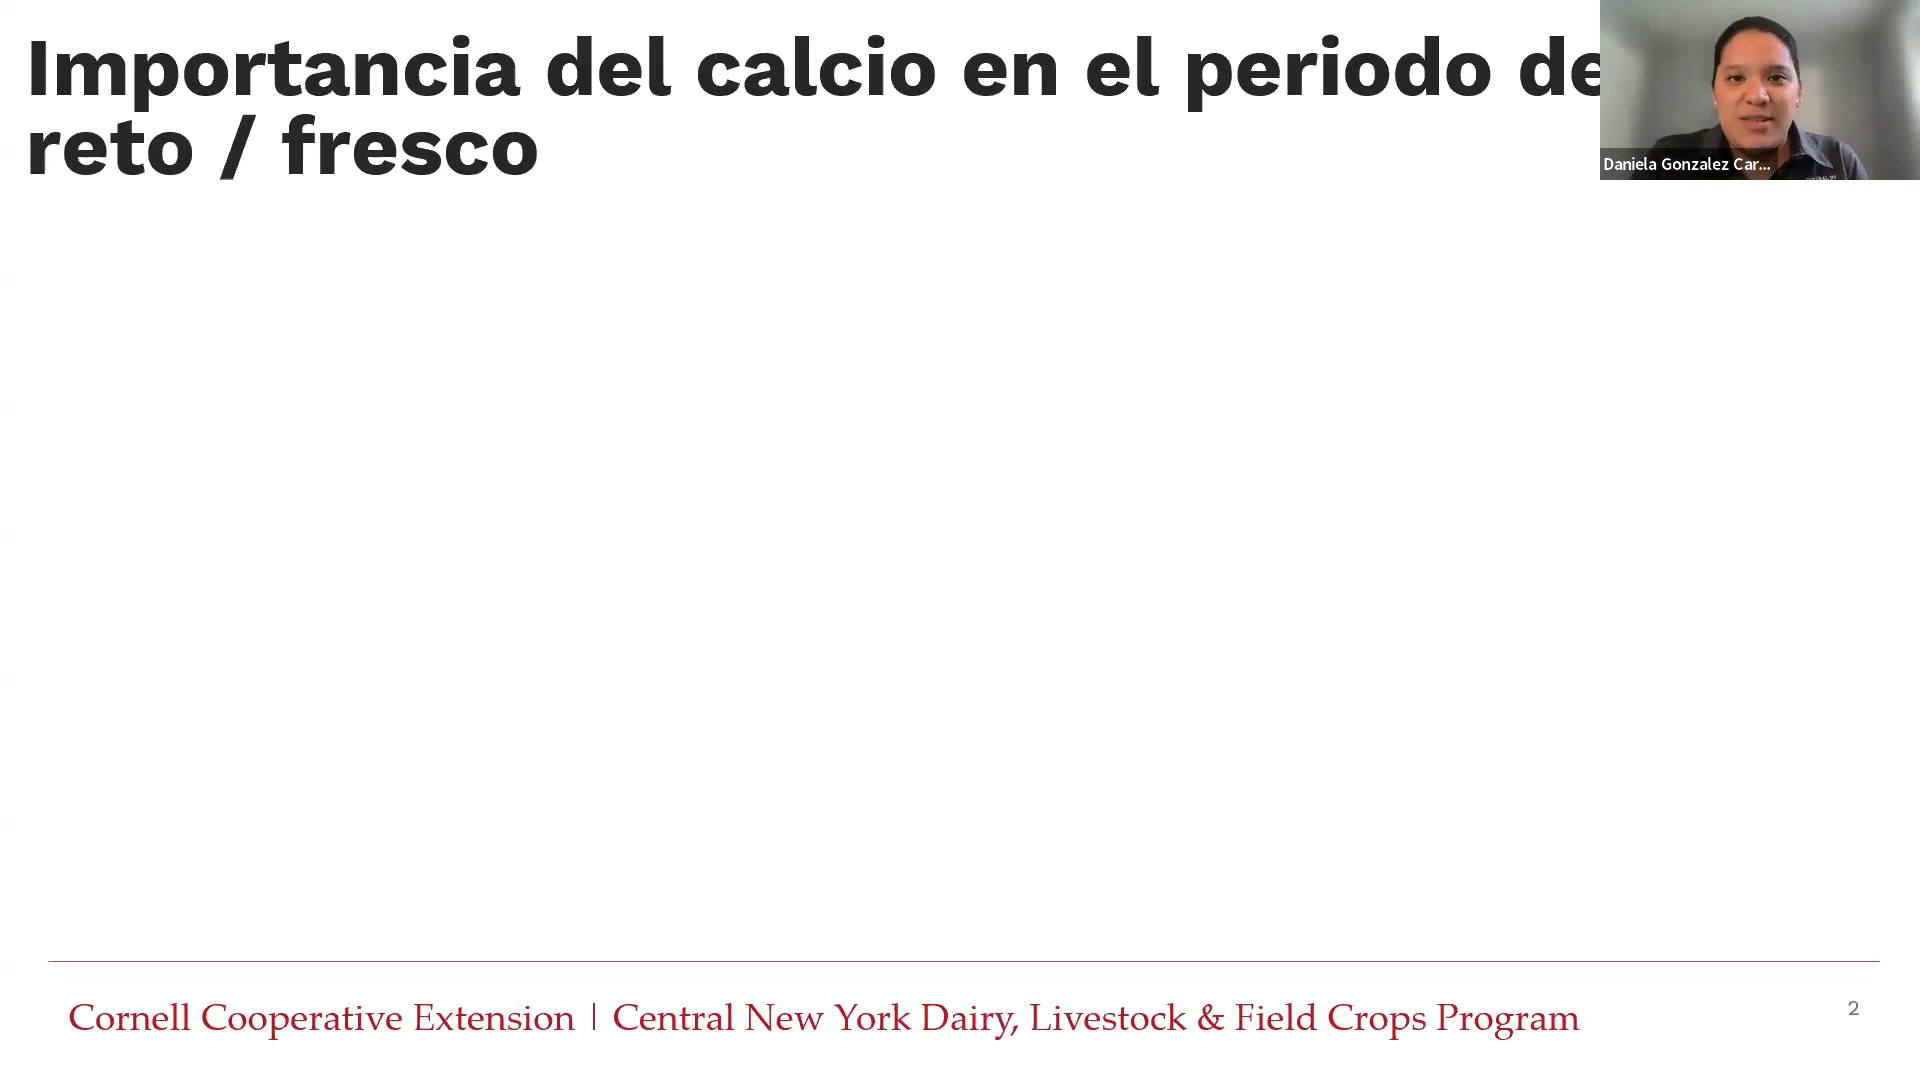 Importancia del calcio en el periodo de
reto / fresco
Daniela Gonzalez Car...
Cornell Cooperative Extension | Central New York Dairy, Livestock & Field Crops Program
2